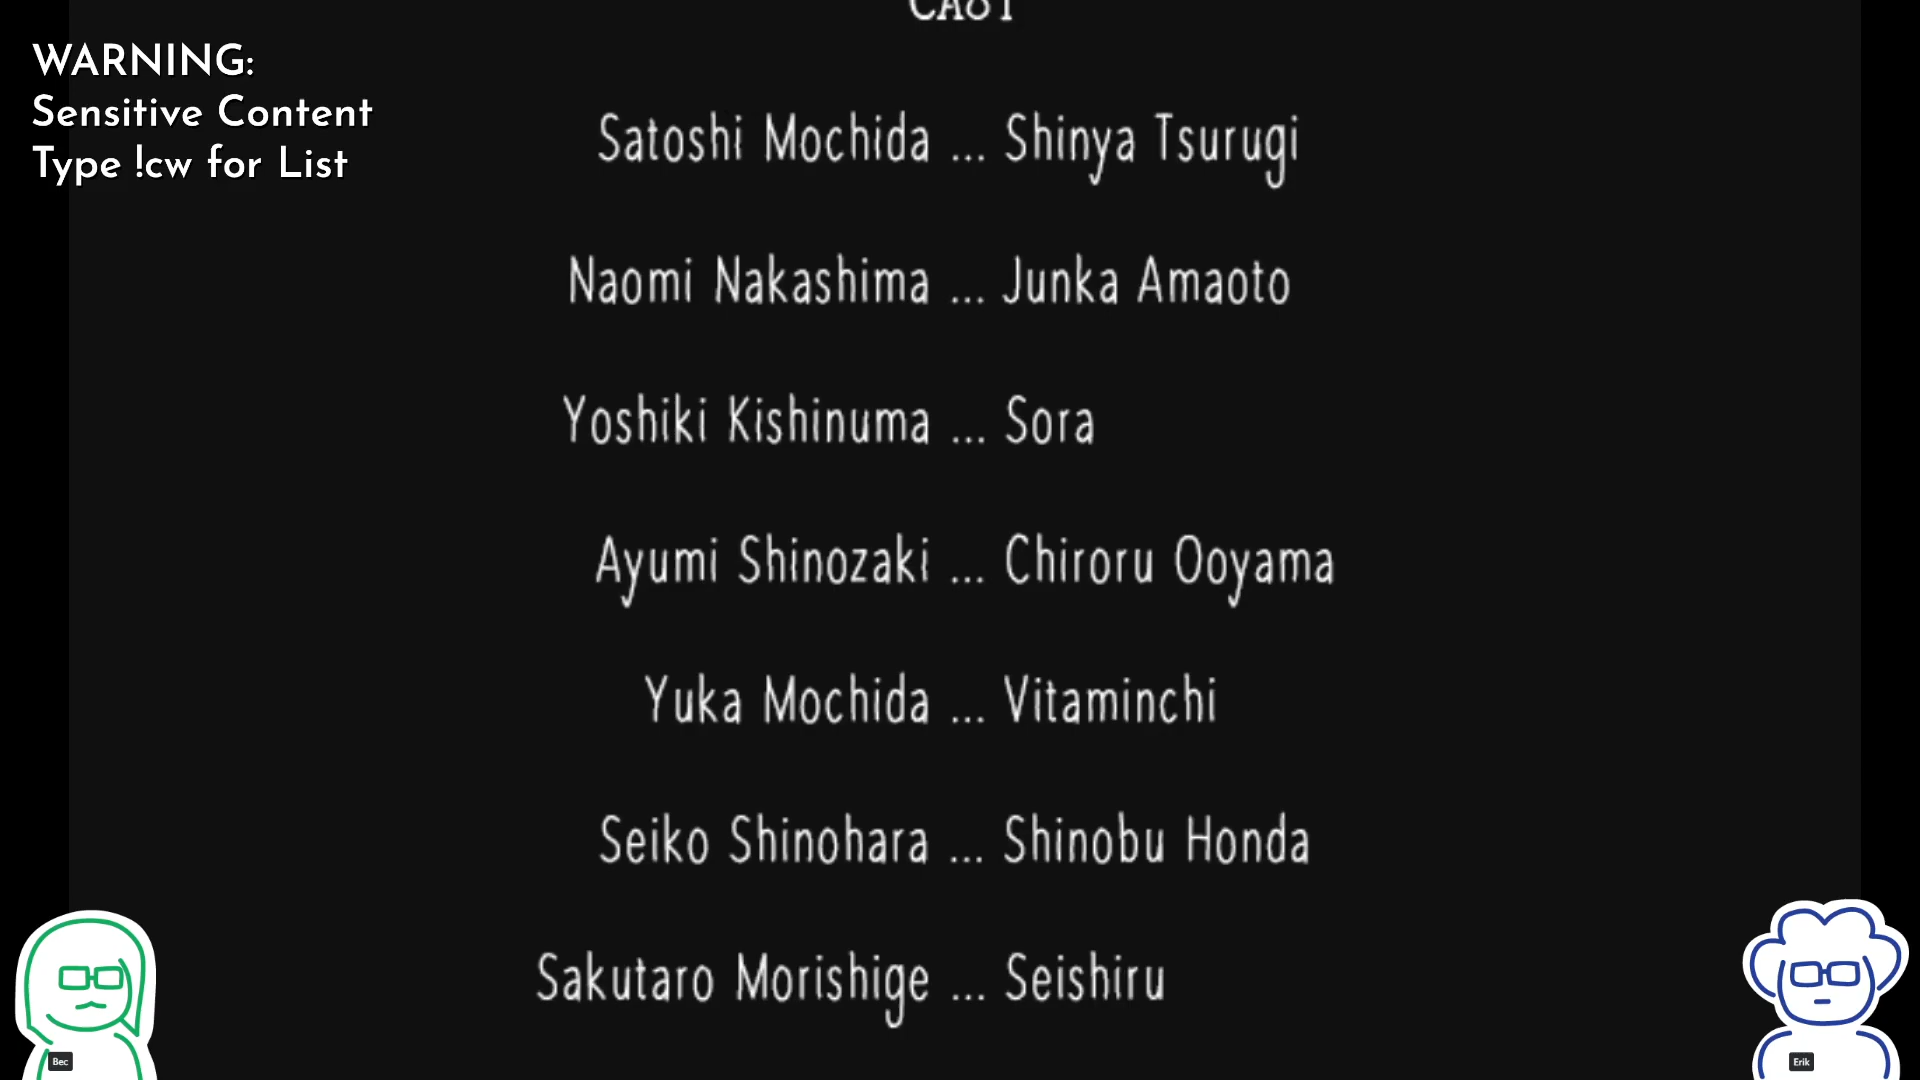 CAST
WARNING:
Sensitive Content
Type !cw for List
Satoshi Mochida ... Shinya Tsurugi
Naomi Nakashima ... Junka Amaoto
Yoshiki Kishinuma ... Sora
Ayumi Shinozaki ... Chiroru Ooyama
Yuka Mochida ... Vitaminchi
Seiko Shinohara ... Shinobu Honda
Sakutaro Morishige ... Seishiru
Bec
Erik